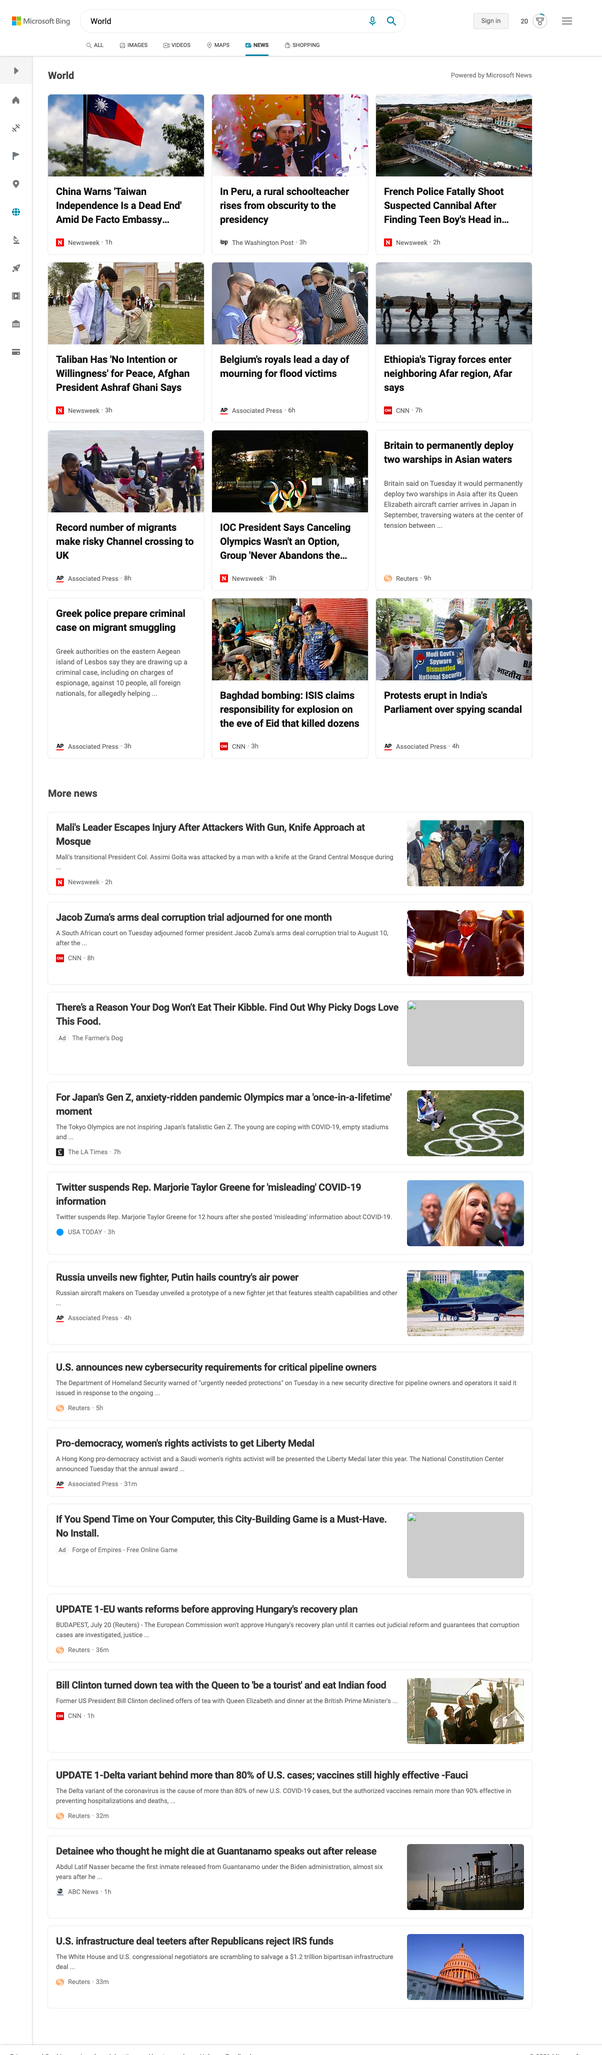 Microsoft Bing
World
Sign in
20
ALL
IMAGES
VIDEOS
MAPS
NEWS
SHOPPING
World
Powered by Microsoft News
China Warns 'Taiwan
Independence Is a Dead End'
Amid De Facto Embassy...
Newsweek · 1h
In Peru, a rural schoolteacher
rises from obscurity to the
presidency
wp The Washington Post · 3h
French Police Fatally Shoot
Suspected Cannibal After
Finding Teen Boy's Head in...
Newsweek · 2h
Taliban Has 'No Intention or
Willingness' for Peace, Afghan
President Ashraf Ghani Says
Newsweek · 3h
Belgium's royals lead a day of
mourning for flood victims
AP Associated Press · 6h
Ethiopia's Tigray forces enter
neighboring Afar region, Afar
says
CNN · 7h
Record number of migrants
make risky Channel crossing to
UK
AP Associated Press · 8h
IOC President Says Canceling
Olympics Wasn't an Option,
Group 'Never Abandons the...
Newsweek · 3h
Britain to permanently deploy
two warships in Asian waters
Britain said on Tuesday it would permanently
deploy two warships in Asia after its Queen
Elizabeth aircraft carrier arrives in Japan in
September, traversing waters at the center of
tension between ...
Reuters · 9h
Greek police prepare criminal
case on migrant smuggling
Greek authorities on the eastern Aegean
island of Lesbos say they are drawing up a
criminal case, including on charges of
espionage, against 10 people, all foreign
nationals, for allegedly helping ...
AP Associated Press · 3h
Baghdad bombing: ISIS claims
responsibility for explosion on
the eve of Eid that killed dozens
CNN · 3h
Modi Govt's
Spyware
Dismantled
National Security
Protests erupt in India's
Parliament over spying scandal
AP Associated Press · 4h
More news
Mali's Leader Escapes Injury After Attackers With Gun, Knife Approach at
Mosque
Mali's transitional President Col. Assimi Goita was attacked by a man with a knife at the Grand Central Mosque during
...
Newsweek · 2h
Jacob Zuma's arms deal corruption trial adjourned for one month
A South African court on Tuesday adjourned former president Jacob Zuma's arms deal corruption trial to August 10,
after the ...
CNN · 8h
There's a Reason Your Dog Won't Eat Their Kibble. Find Out Why Picky Dogs Love
This Food.
Ad The Farmer's Dog
For Japan's Gen Z, anxiety-ridden pandemic Olympics mar a 'once-in-a-lifetime'
moment
The Tokyo Olympics are not inspiring Japan's fatalistic Gen Z. The young are coping with COVID-19, empty stadiums
and ...
The LA Times · 7h
Twitter suspends Rep. Marjorie Taylor Greene for 'misleading' COVID-19
information
Twitter suspends Rep. Marjorie Taylor Greene for 12 hours after she posted 'misleading' information about COVID-19.
USA TODAY · 3h
Russia unveils new fighter, Putin hails country's air power
Russian aircraft makers on Tuesday unveiled a prototype of a new fighter jet that features stealth capabilities and other
...
AP Associated Press · 4h
U.S. announces new cybersecurity requirements for critical pipeline owners
The Department of Homeland Security warned of "urgently needed protections" on Tuesday in a new security directive for pipeline owners and operators it said it
issued in response to the ongoing ...
Reuters · 5h
Pro-democracy, women's rights activists to get Liberty Medal
A Hong Kong pro-democracy activist and a Saudi women's rights activist will be presented the Liberty Medal later this year. The National Constitution Center
announced Tuesday that the annual award ...
AP Associated Press · 31m
If You Spend Time on Your Computer, this City-Building Game is a Must-Have.
No Install.
Ad Forge of Empires - Free Online Game
UPDATE 1-EU wants reforms before approving Hungary's recovery plan
BUDAPEST, July 20 (Reuters) - The European Commission won't approve Hungary's recovery plan until it carries out judicial reform and guarantees that corruption
cases are investigated, justice ...
Reuters · 36m
Bill Clinton turned down tea with the Queen to 'be a tourist' and eat Indian food
Former US President Bill Clinton declined offers of tea with Queen Elizabeth and dinner at the British Prime Minister's ...
CNN · 1h
UPDATE 1-Delta variant behind more than 80% of U.S. cases; vaccines still highly effective -Fauci
The Delta variant of the coronavirus is the cause of more than 80% of new U.S. COVID-19 cases, but the authorized vaccines remain more than 90% effective in
preventing hospitalizations and deaths, ...
Reuters · 32m
Detainee who thought he might die at Guantanamo speaks out after release
Abdul Latif Nasser became the first inmate released from Guantanamo under the Biden administration, almost six
years after he ...
ABC News · 1h
U.S. infrastructure deal teeters after Republicans reject IRS funds
The White House and U.S. congressional negotiators are scrambling to salvage a $1.2 trillion bipartisan infrastructure
deal ...
Reuters · 33m